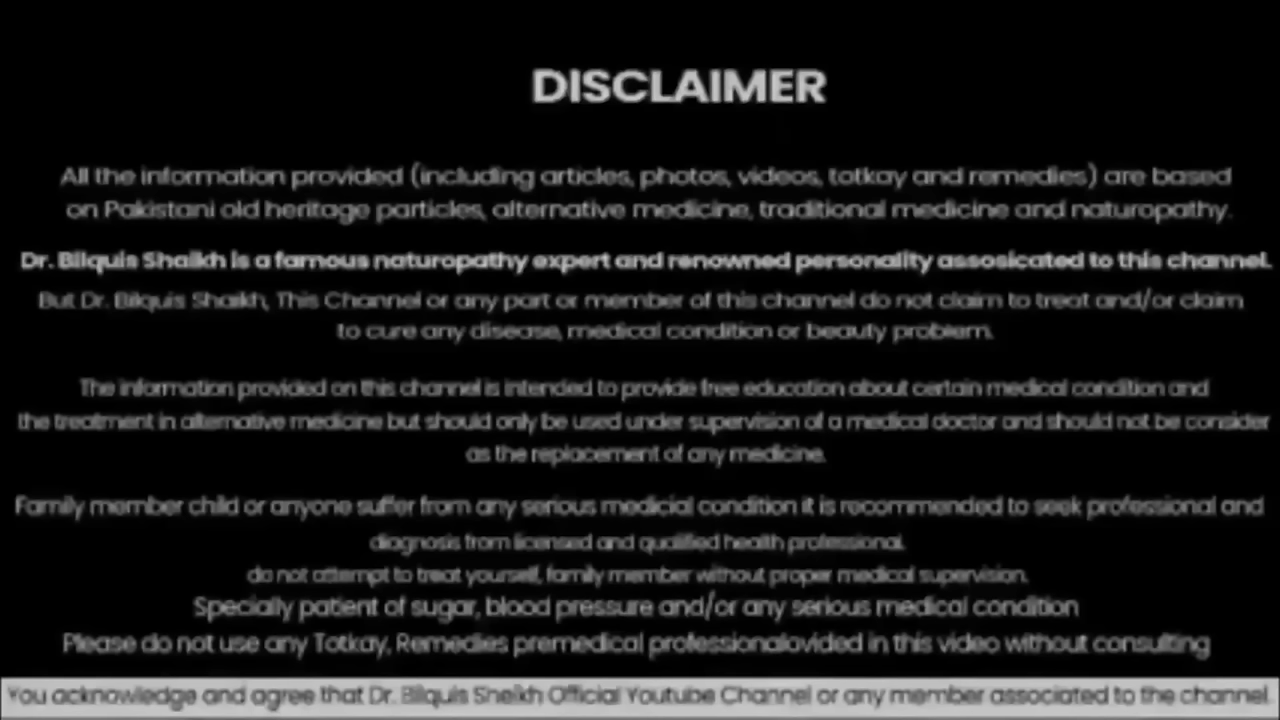 DISCLAIMER
All the information provided (including articles, photos, videos, totkay and remedies) are based
on Pakistani old heritage particles, alternative medicine, traditional medicine and naturopathy.
Dr. Bilquis Shaikh is a famous naturopathy expert and renowned personality assosicated to this channel.
But Dr. Bilquis Shaikh, This Channel or any part or member of this channel do not claim to treat and/or claim
to cure any disease, medical condition or beauty problem.
The information provided on this channel is intended to provide free education about certain medical condition and
the treatment in alternative medicine but should only be used under supervision of a medical doctor and should not be consider
as the replacement of any medicine.
Family member child or anyone suffer from any serious medicial condition it is recommended to seek professional and
diagnosis from licensed and qualified health professional.
do not attempt to treat yourself, family member without proper medical supervision.
Specially patient of sugar, blood pressure and/or any serious medical condition
Please do not use any Totkay, Remedies premedical professionalovided in this video without consulting
You acknowledge and agree that Dr. Bilquis Sheikh Official Youtube Channel or any member associated to the channel.